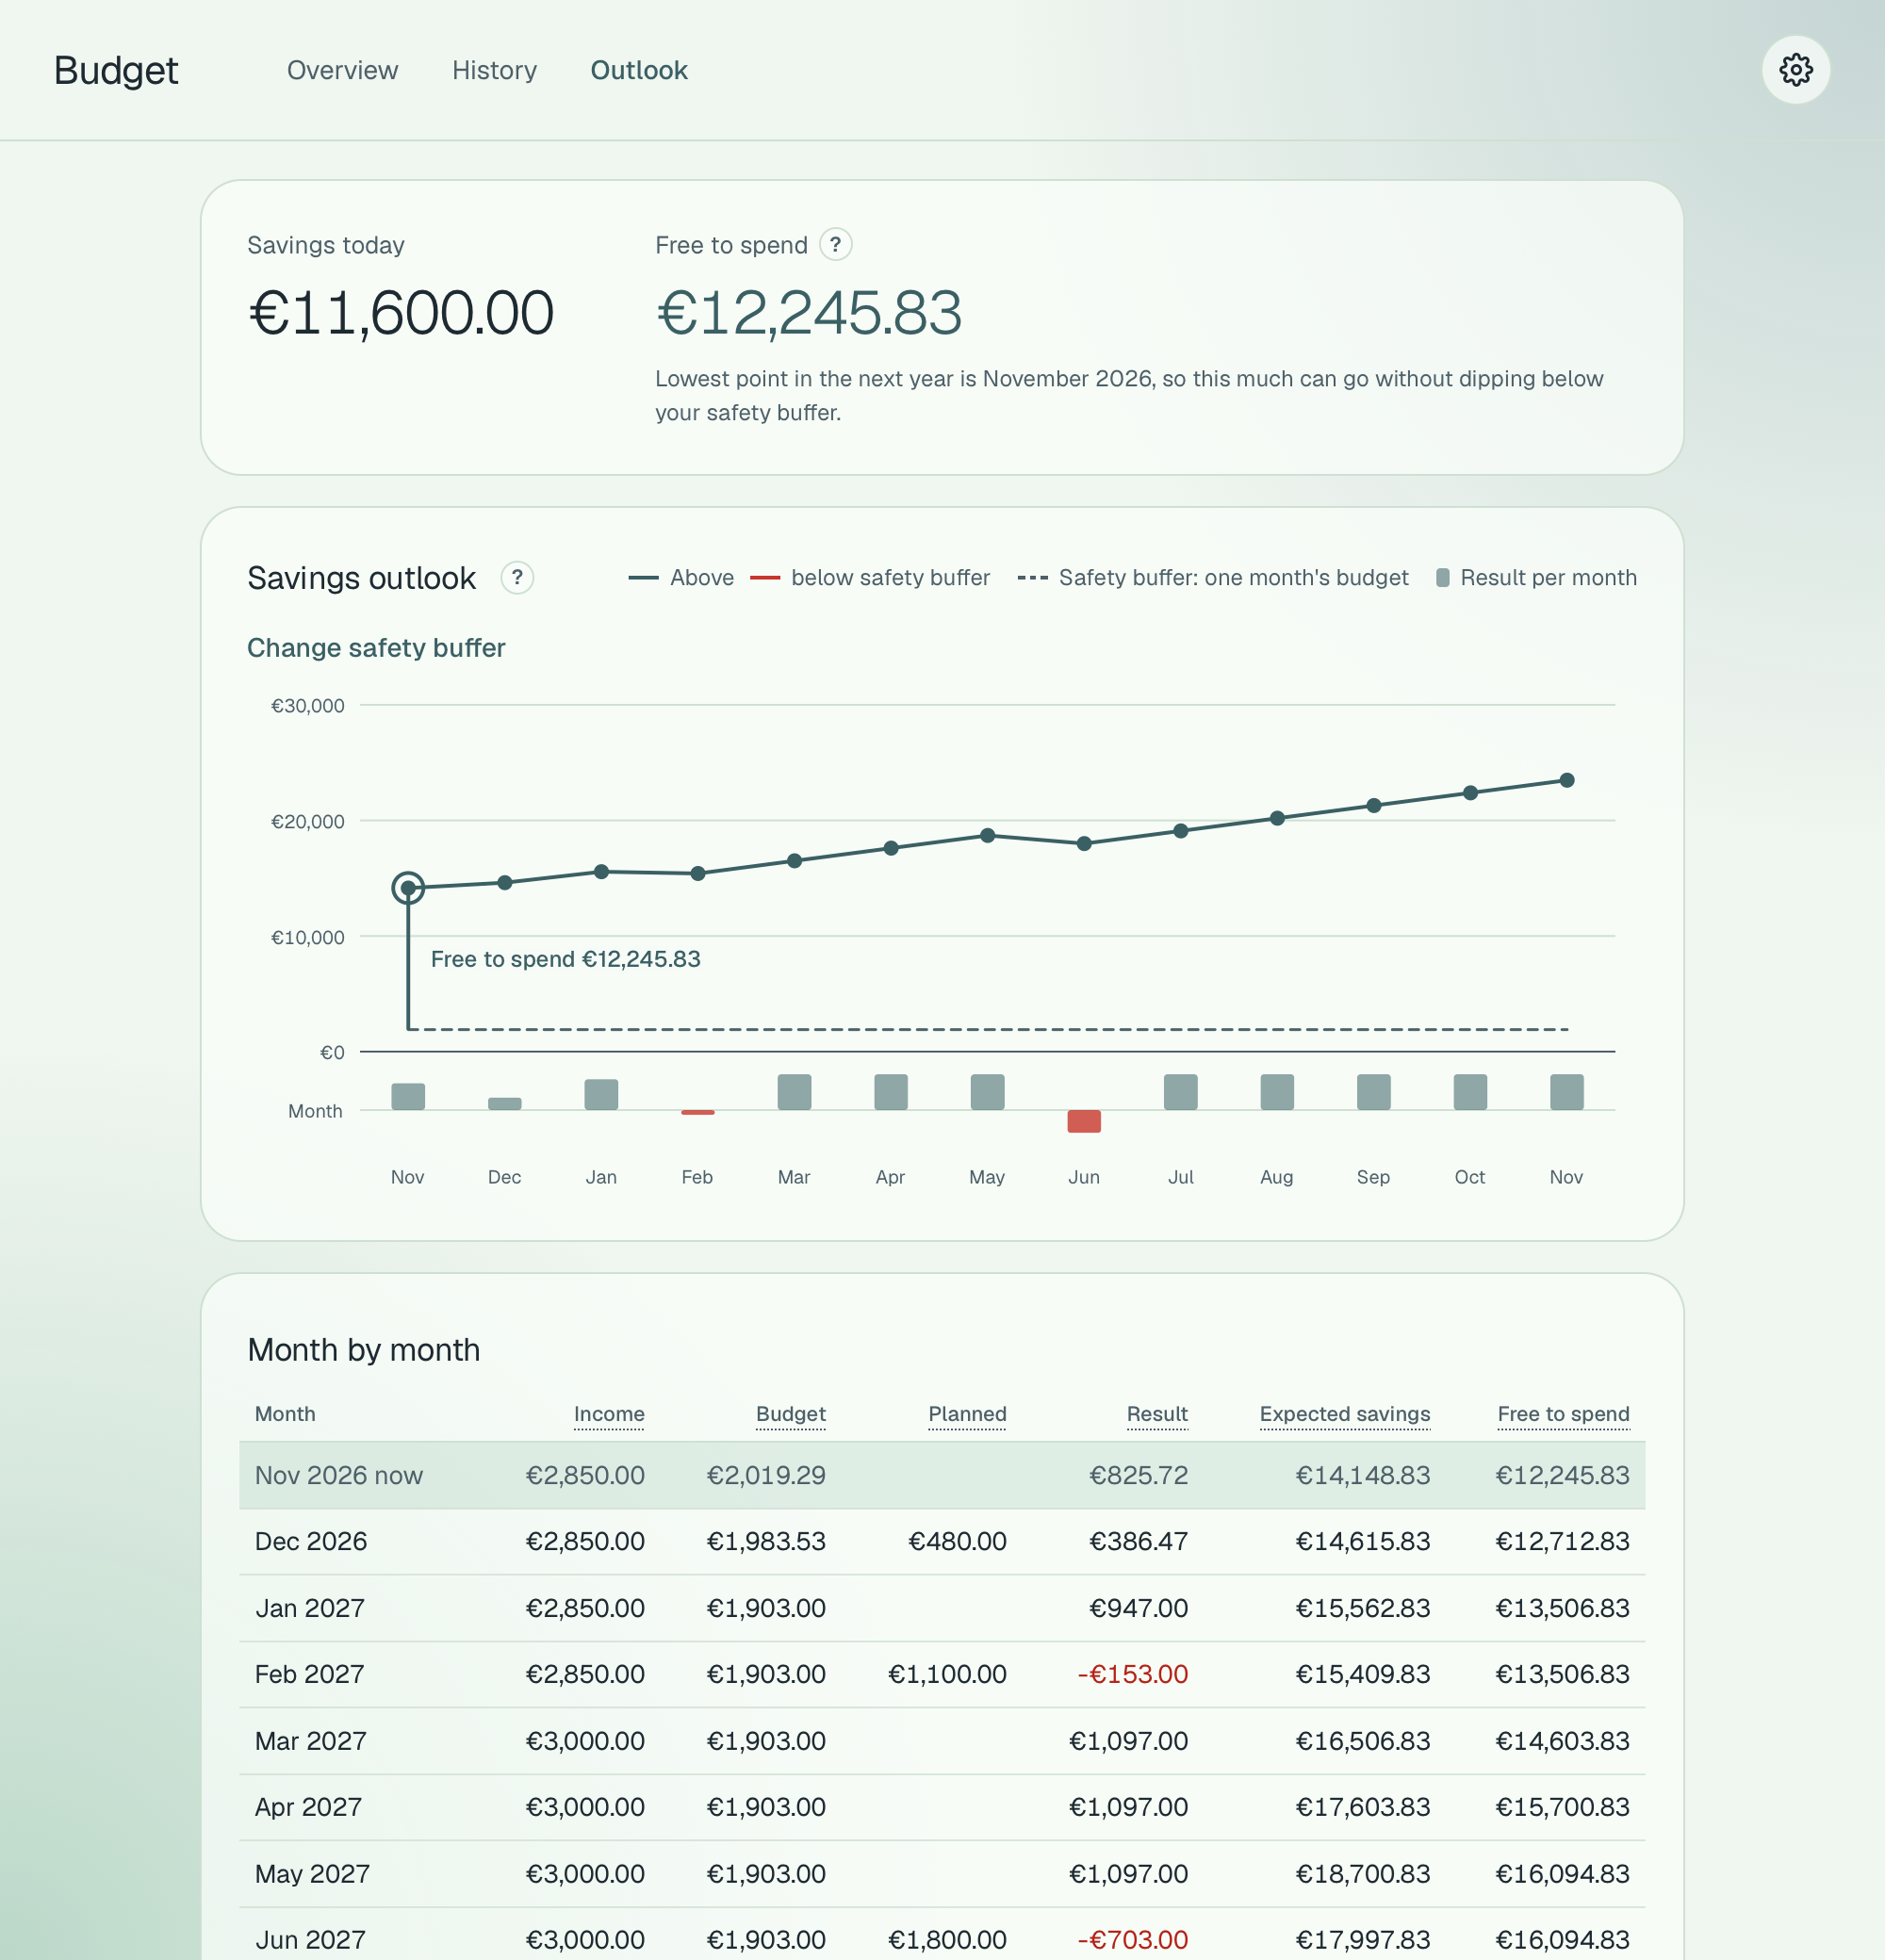 Budget Overview History Outlook
Savings today
€11,600.00
Free to spend ?
€12,245.83
Lowest point in the next year is November 2026, so this much can go without dipping below
your safety buffer.
Savings outlook ? Above below safety buffer Safety buffer: one month's budget Result per month
Change safety buffer
€30,000
€20,000
€10,000
Free to spend €12,245.83
€0
Month
Nov Dec Jan Feb Mar Apr May Jun Jul Aug Sep Oct Nov
Month by month
Month Income Budget Planned Result Expected savings Free to spend
Nov 2026 now €2,850.00 €2,019.29 €825.72 €14,148.83 €12,245.83
Dec 2026 €2,850.00 €1,983.53 €480.00 €386.47 €14,615.83 €12,712.83
Jan 2027 €2,850.00 €1,903.00 €947.00 €15,562.83 €13,506.83
Feb 2027 €2,850.00 €1,903.00 €1,100.00 -€153.00 €15,409.83 €13,506.83
Mar 2027 €3,000.00 €1,903.00 €1,097.00 €16,506.83 €14,603.83
Apr 2027 €3,000.00 €1,903.00 €1,097.00 €17,603.83 €15,700.83
May 2027 €3,000.00 €1,903.00 €1,097.00 €18,700.83 €16,094.83
Jun 2027 €3,000.00 €1,903.00 €1,800.00 -€703.00 €17,997.83 €16,094.83